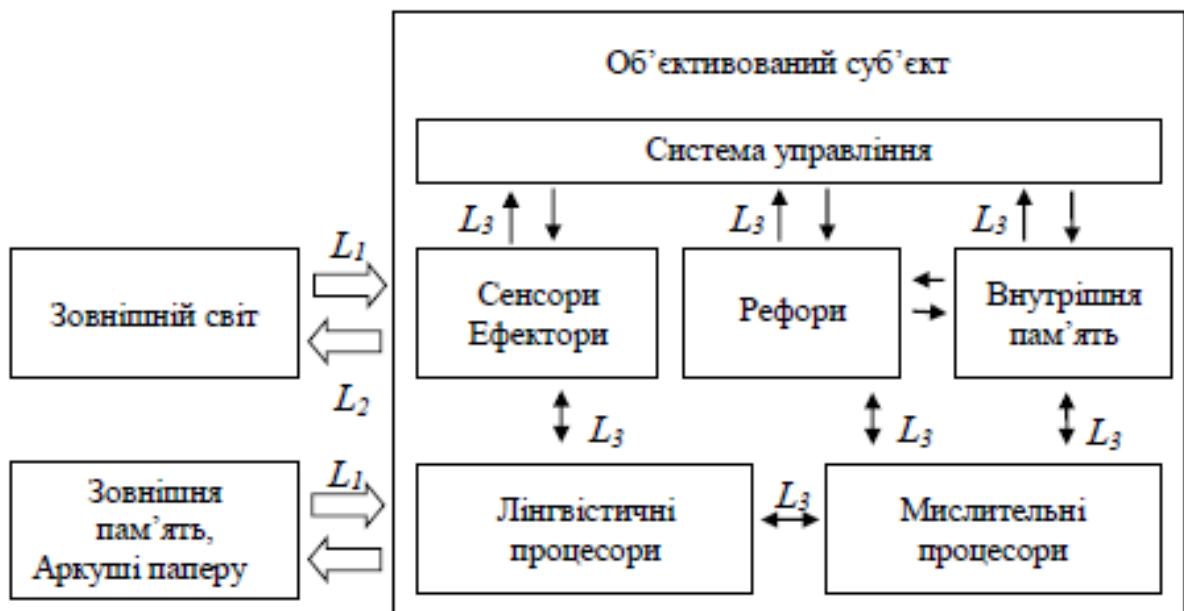 Об’єктивований суб’єкт
Система управління
L3
L3
L3
L1
Зовнішній світ
Сенсори
Ефектори
Рефори
Внутрішня
пам’ять
L2
L3
L3
L3
L1
Зовнішня
пам’ять,
Аркуші паперу
Лінгвістичні
процесори
L3
Мислительні
процесори